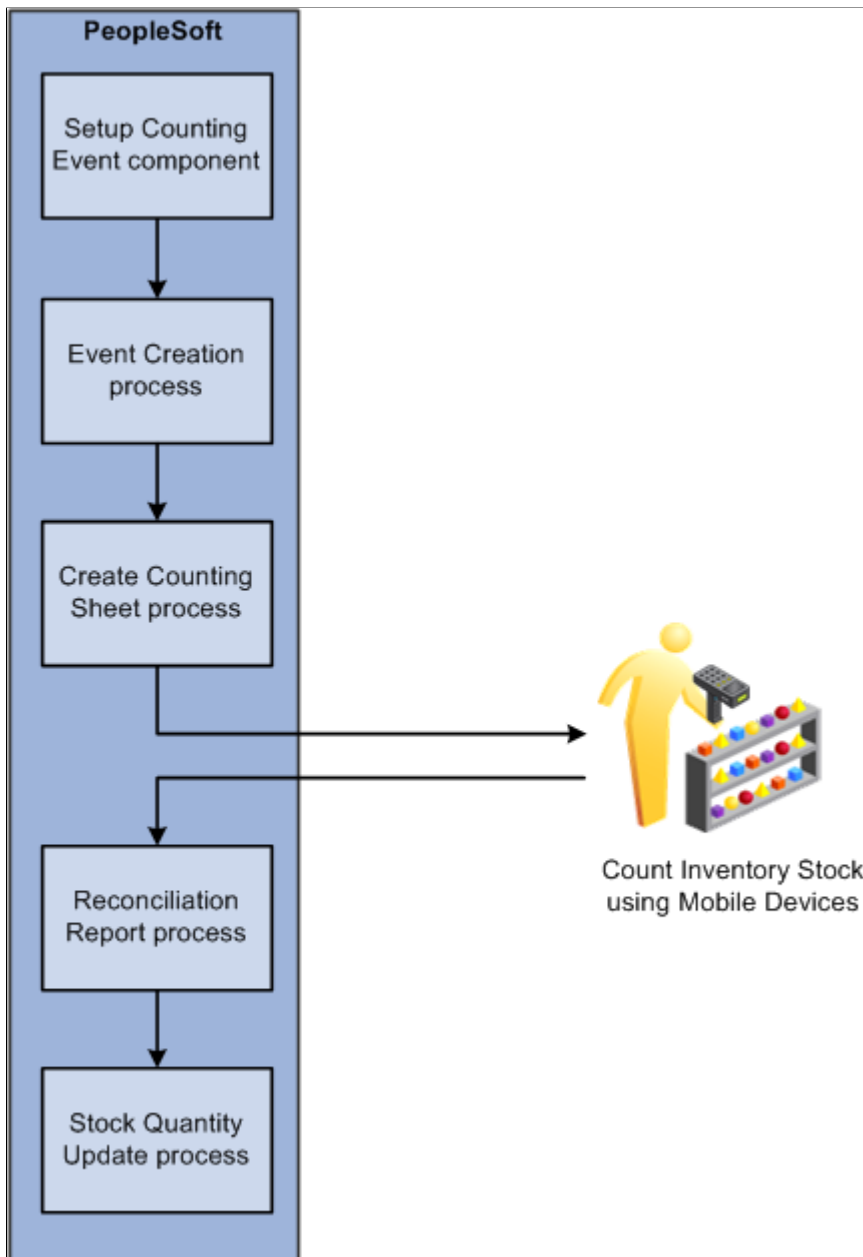 PeopleSoft
Setup Counting
Event component
Event Creation
process
Create Counting
Sheet process
Count Inventory Stock
using Mobile Devices
Reconciliation
Report process
Stock Quantity
Update process